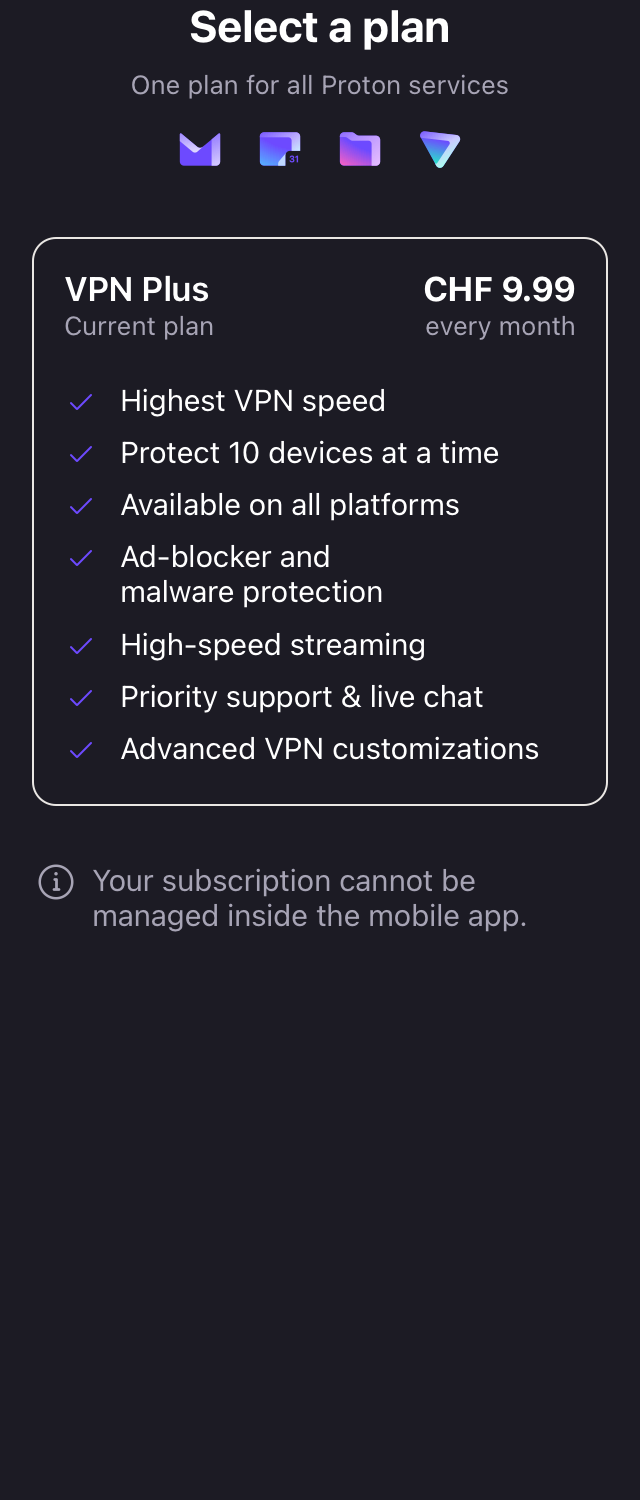 Select a plan
One plan for all Proton services
31
VPN Plus
CHF 9.99
Current plan
every month
Highest VPN speed
Protect 10 devices at a time
Available on all platforms
Ad-blocker and
malware protection
High-speed streaming
Priority support & live chat
Advanced VPN customizations
Your subscription cannot be
managed inside the mobile app.